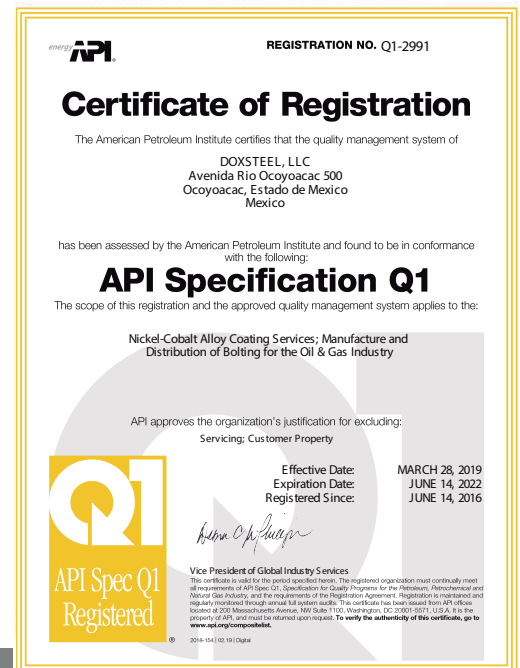 energy API®
REGISTRATION NO. Q1-2991
Certificate of Registration
The American Petroleum Institute certifies that the quality management system of
DOXSTEEL, LLC
Avenida Rio Ocoyoacac 500
Ocoyoacac, Estado de Mexico
Mexico
has been assessed by the American Petroleum Institute and found to be in conformance
with the following:
API Specification Q1
The scope of this registration and the approved quality management system applies to the:
Nickel-Cobalt Alloy Coating Services; Manufacture and
Distribution of Bolting for the Oil & Gas Industry
API approves the organization's justification for excluding:
Servicing; Customer Property
Effective Date: MARCH 28, 2019
Expiration Date: JUNE 14, 2022
Registered Since: JUNE 14, 2016
Q1
API Spec Q1
Registered
®
Vice President of Global Industry Services
This certificate is valid for the period specified herein. The registered organization must continually meet
all requirements of API Spec Q1, Specification for Quality Programs for the Petroleum, Petrochemical and
Natural Gas Industry, and the requirements of the Registration Agreement. Registration is maintained and
regularly monitored through annual full system audits. This certificate has been issued from API offices
located at 200 Massachusetts Avenue, NW Suite 1100, Washington, DC 20001-5571, U.S.A. It is the
property of API, and must be returned upon request. To verify the authenticity of this certificate, go to
www.api.org/compositelist.
2018-154 | 02.19 | Digital